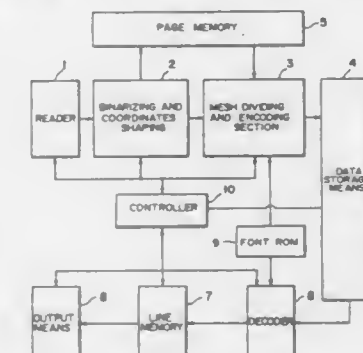 PAGE MEMORY
5
1
2
3
4
READER
BINARIZING AND
COORDINATES
SHAPING
MESH DIVIDING
AND ENCODING
SECTION
DATA
STORAGE
MEANS
10
CONTROLLER
9
FONT ROM
OUTPUT
MEANS
6
LINE
MEMORY
7
DECODER
8